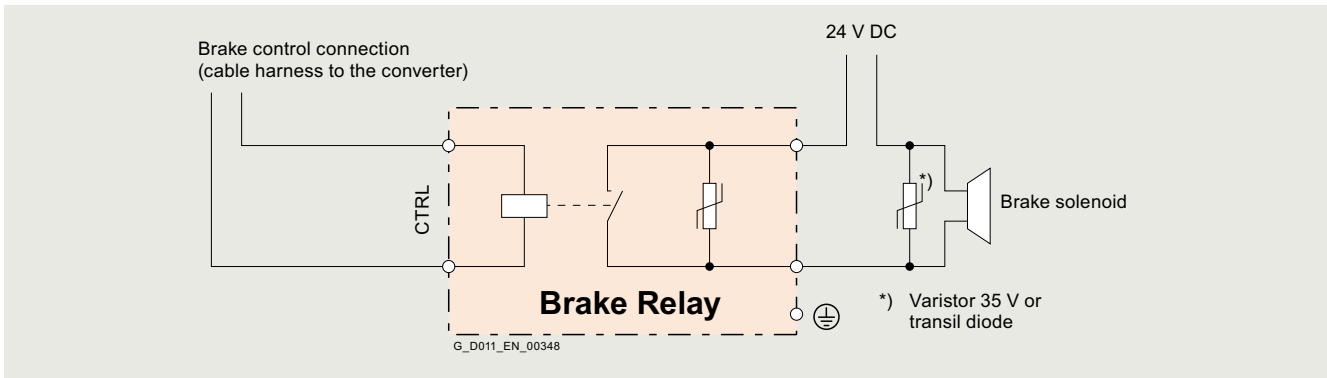 24 V DC
Brake control connection
(cable harness to the converter)
CTRL
*)
Brake solenoid
Brake Relay
*) Varistor 35 V or
transil diode
G_D011_EN_00348